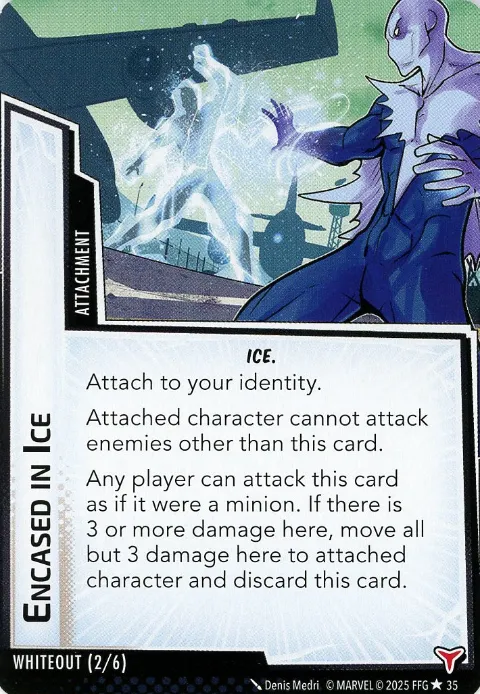 ATTACHMENT
ENCASED IN ICE
ICE.
Attach to your identity.
Attached character cannot attack
enemies other than this card.
Any player can attack this card
as if it were a minion. If there is
3 or more damage here, move all
but 3 damage here to attached
character and discard this card.
WHITEOUT (2/6)
Denis Medri © MARVEL © 2025 FFG ★ 35